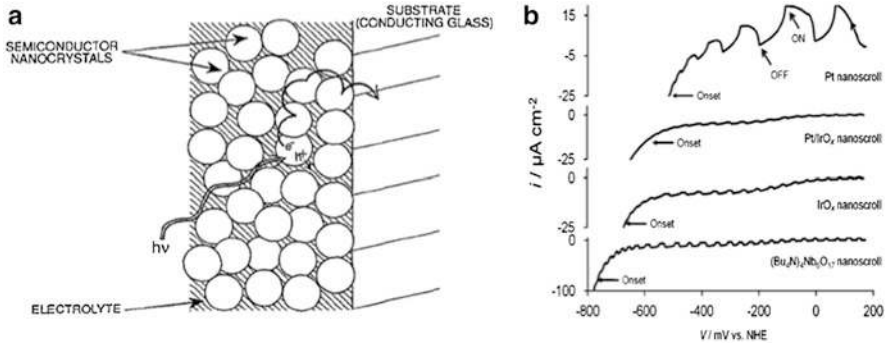 a
SUBSTRATE
(CONDUCTING GLASS)
SEMICONDUCTOR
NANOCRYSTALS
e-
h+
hν
ELECTROLYTE
b
15
-5
-25
ON
OFF
Onset
Pt nanoscroll
0
-25
Onset
Pt/IrOx nanoscroll
0
-25
Onset
IrOx nanoscroll
0
-100
Onset
(Bu4N)4Nb6O17 nanoscroll
i / µA cm-2
-800 -600 -400 -200 0 200
V / mV vs. NHE